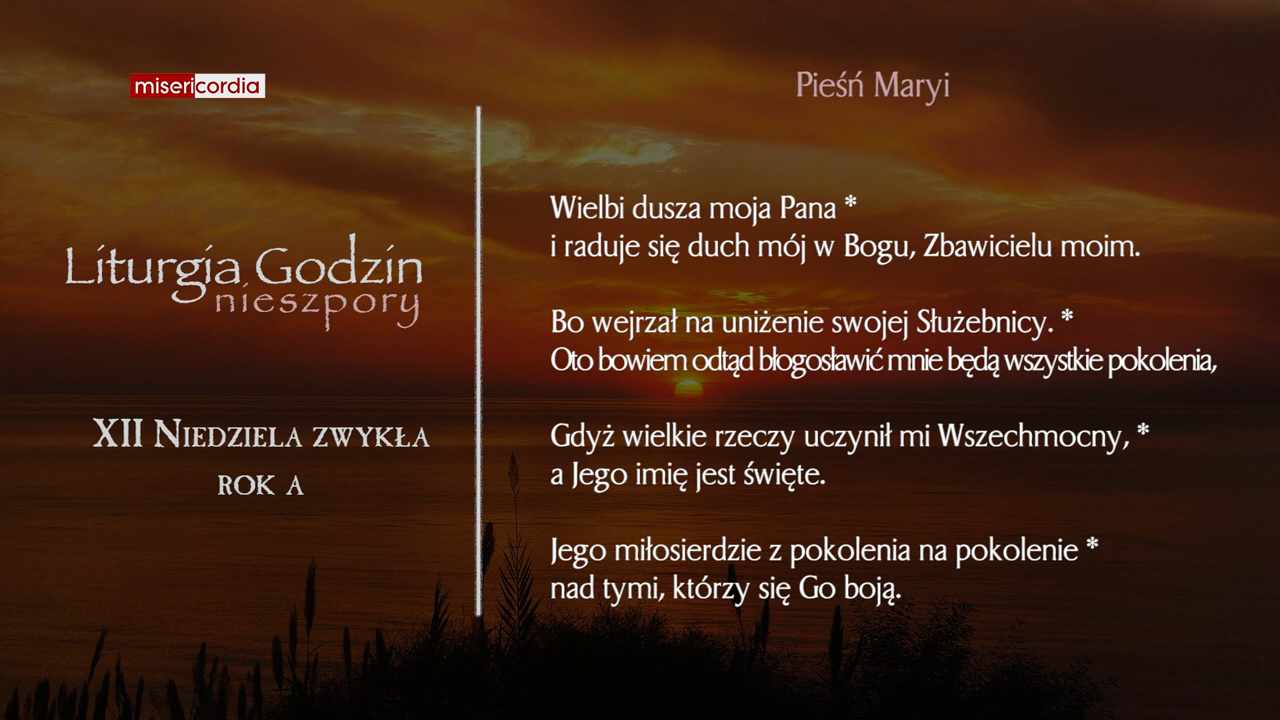 misericordia
Liturgia Godzin
nieszpory
XII Niedziela zwykła
rok A
Pieśń Maryi
Wielbi dusza moja Pana *
i raduje się duch mój w Bogu, Zbawicielu moim.
Bo wejrzał na uniżenie swojej Służebnicy. *
Oto bowiem odtąd błogosławić mnie będą wszystkie pokolenia,
Gdyż wielkie rzeczy uczynił mi Wszechmocny, *
a Jego imię jest święte.
Jego miłosierdzie z pokolenia na pokolenie *
nad tymi, którzy się Go boją.